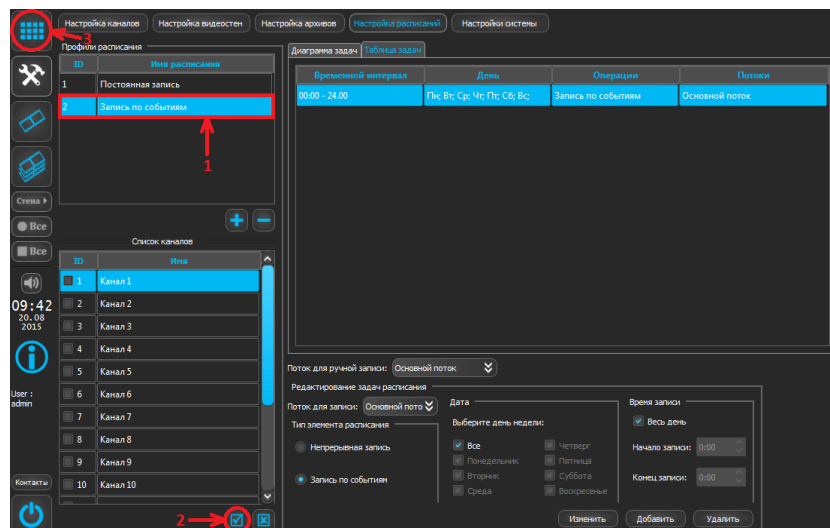 Настройка каналов Настройка видеостен Настройка архивов Настройка расписаний Настройки системы
3
Профили расписания
ID Имя расписания
1 Постоянная запись
2 Запись по событиям
1
Стена
Все
Все
09:42
20.08
2015
User :
admin
Контакты
Список каналов
ID Имя
1 Канал 1
2 Канал 2
3 Канал 3
4 Канал 4
5 Канал 5
6 Канал 6
7 Канал 7
8 Канал 8
9 Канал 9
10 Канал 10
2
Диаграмма задач Таблица задач
Временной интервал День Операции Потоки
00:00 - 24.00 Пн; Вт; Ср; Чт; Пт; Сб; Вс; Запись по событиям Основной поток
Поток для ручной записи: Основной поток
Редактирование задач расписания
Поток для записи: Основной пото
Тип элемента расписания
Непрерывная запись
Запись по событиям
Дата
Выберите день недели:
Все Четверг
Понедельник Пятница
Вторник Суббота
Среда Воскресенье
Время записи
Весь день
Начало записи: 0:00
Конец записи: 0:00
Изменить Добавить Удалить